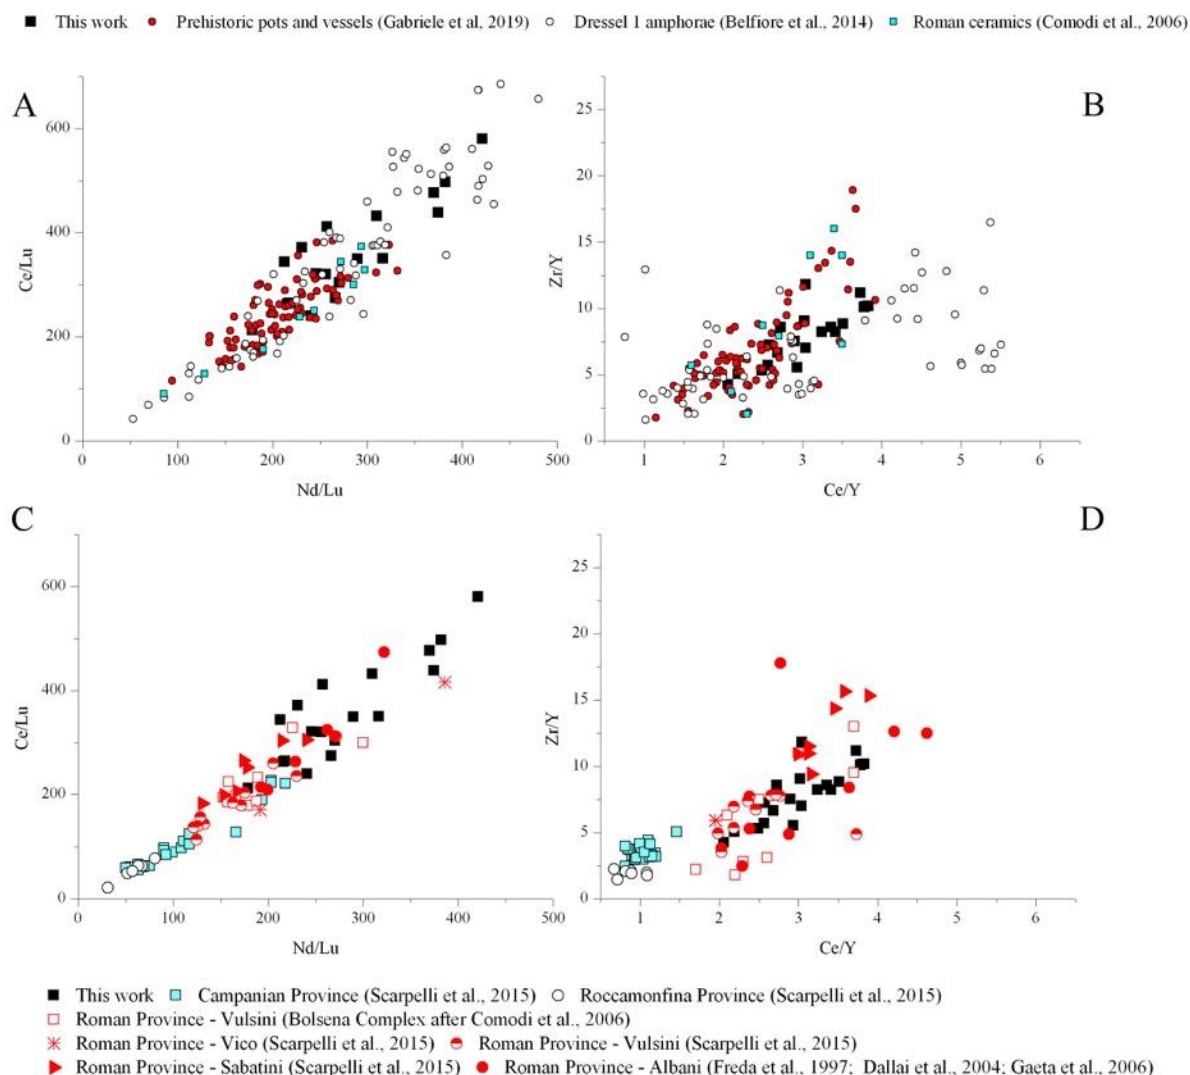 This work Prehistoric pots and vessels (Gabriele et al., 2019) Dressel 1 amphorae (Belfiore et al., 2014) Roman ceramics (Comodi et al., 2006)
A
Ce/Lu
600
400
200
0
0 100 200 300 400 500
Nd/Lu
B
Zr/Y
25
20
15
10
5
0
1 2 3 4 5 6
Ce/Y
C
Ce/Lu
600
400
200
0
0 100 200 300 400 500
Nd/Lu
D
Zr/Y
25
20
15
10
5
0
1 2 3 4 5 6
Ce/Y
This work Campanian Province (Scarpelli et al., 2015) Roccamonfina Province (Scarpelli et al., 2015)
Roman Province - Vulsini (Bolsena Complex after Comodi et al., 2006)
Roman Province - Vico (Scarpelli et al., 2015) Roman Province - Vulsini (Scarpelli et al., 2015)
Roman Province - Sabatini (Scarpelli et al., 2015) Roman Province - Albani (Freda et al., 1997; Dallai et al., 2004; Gaeta et al., 2006)